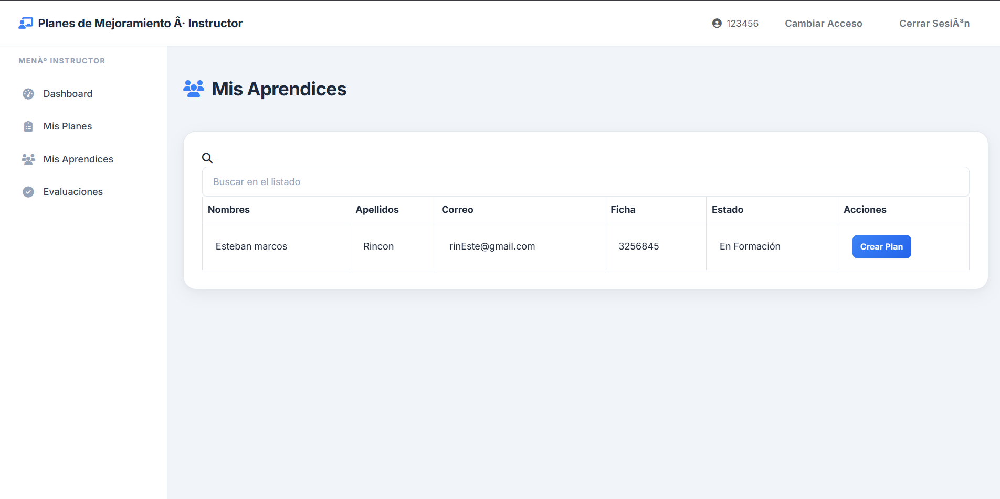 Planes de Mejoramiento Â· Instructor
123456
Cambiar Acceso
Cerrar SesiÃ³n
MENÃº INSTRUCTOR
Dashboard
Mis Planes
Mis Aprendices
Evaluaciones
Mis Aprendices
Buscar en el listado
Nombres Apellidos Correo Ficha Estado Acciones
Esteban marcos Rincon rinEste@gmail.com 3256845 En Formación Crear Plan